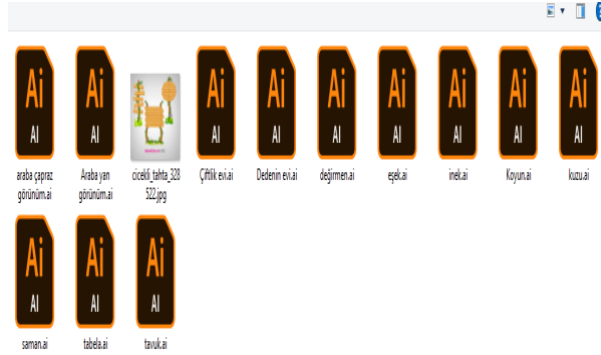 Ai
AI
araba çapraz
görünüm.ai
Ai
AI
Araba yan
görünüm.ai
cicekli_tahta_328
522.jpg
Ai
AI
Çiftlik evi.ai
Ai
AI
Dedenin evi.ai
Ai
AI
değirmen.ai
Ai
AI
eşek.ai
Ai
AI
inek.ai
Ai
AI
Koyun.ai
Ai
AI
kuzu.ai
Ai
AI
saman.ai
Ai
AI
tabela.ai
Ai
AI
tavuk.ai